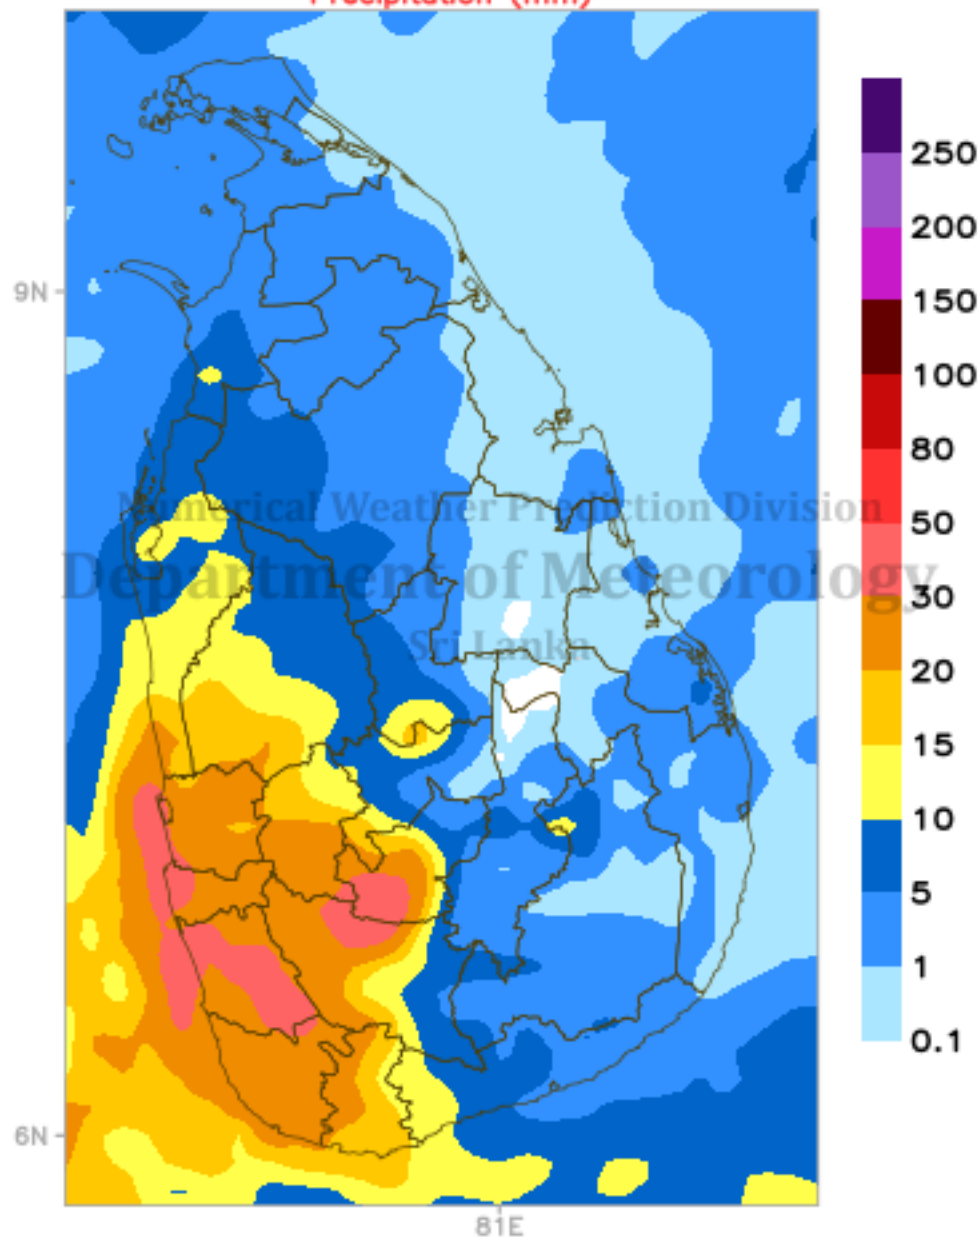 Precipitation (mm)
250
200
150
100
80
50
30
20
15
10
5
1
0.1
9N
6N
81E
Numerical Weather Prediction Division
Department of Meteorology
Sri Lanka